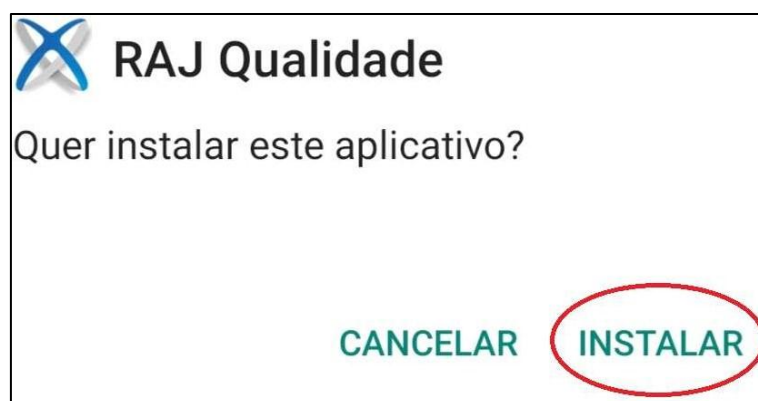 RAJ Qualidade
Quer instalar este aplicativo?
CANCELAR INSTALAR